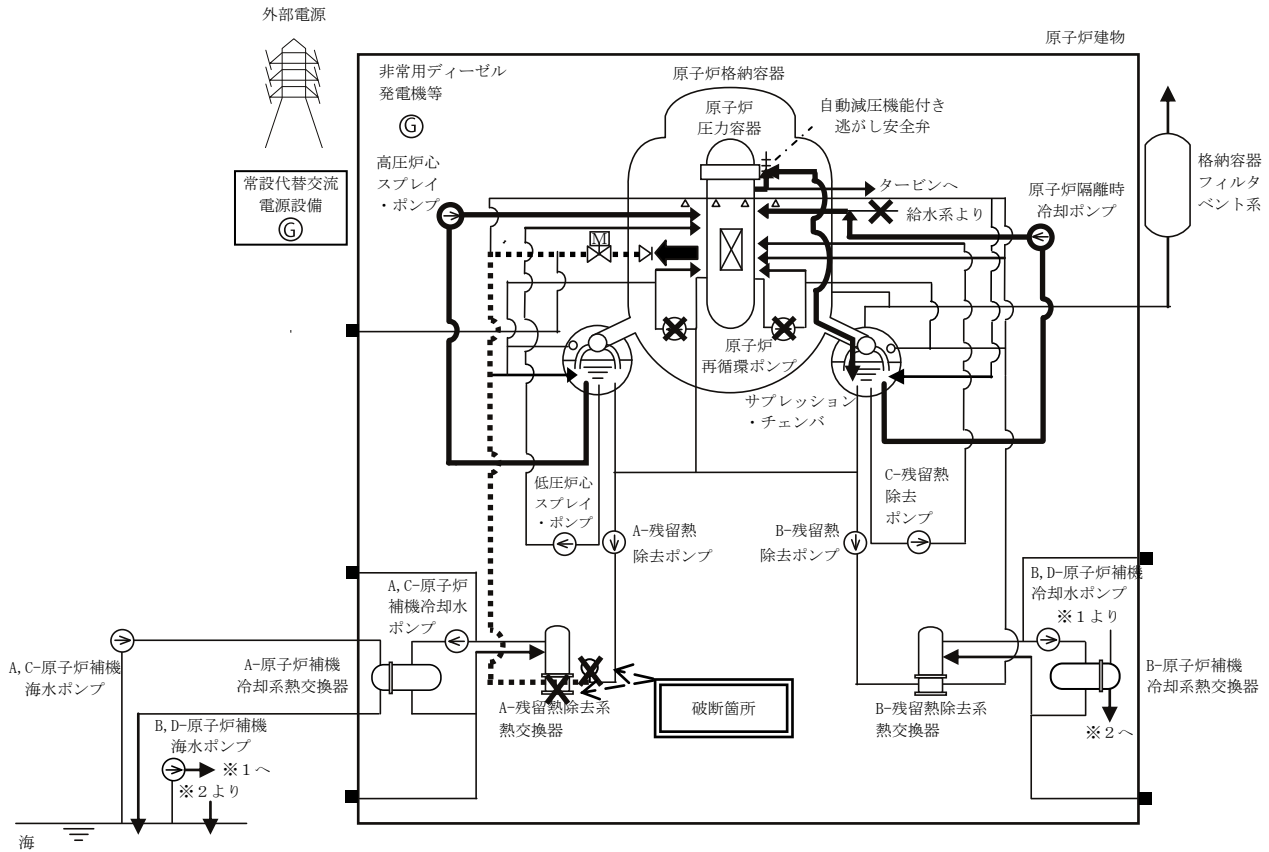 外部電源
原子炉建物
非常用ディーゼル
発電機等
G
原子炉格納容器
原子炉
圧力容器
自動減圧機能付き
逃がし安全弁
常設代替交流
電源設備
G
高圧炉心
スプレイ
・ポンプ
タービンへ
給水系より
原子炉隔離時
冷却ポンプ
格納容器
フィルタ
ベント系
M
原子炉
再循環ポンプ
サプレッション
・チェンバ
低圧炉心
スプレイ
・ポンプ
A-残留熱
除去ポンプ
B-残留熱
除去ポンプ
C-残留熱
除去
ポンプ
A,C-原子炉
補機冷却水
ポンプ
B,D-原子炉補機
冷却水ポンプ
※1より
A,C-原子炉補機
海水ポンプ
A-原子炉補機
冷却系熱交換器
B-原子炉補機
冷却系熱交換器
A-残留熱除去系
熱交換器
破断箇所
B-残留熱除去系
熱交換器
※2へ
B,D-原子炉補機
海水ポンプ
※1へ
※2より
海